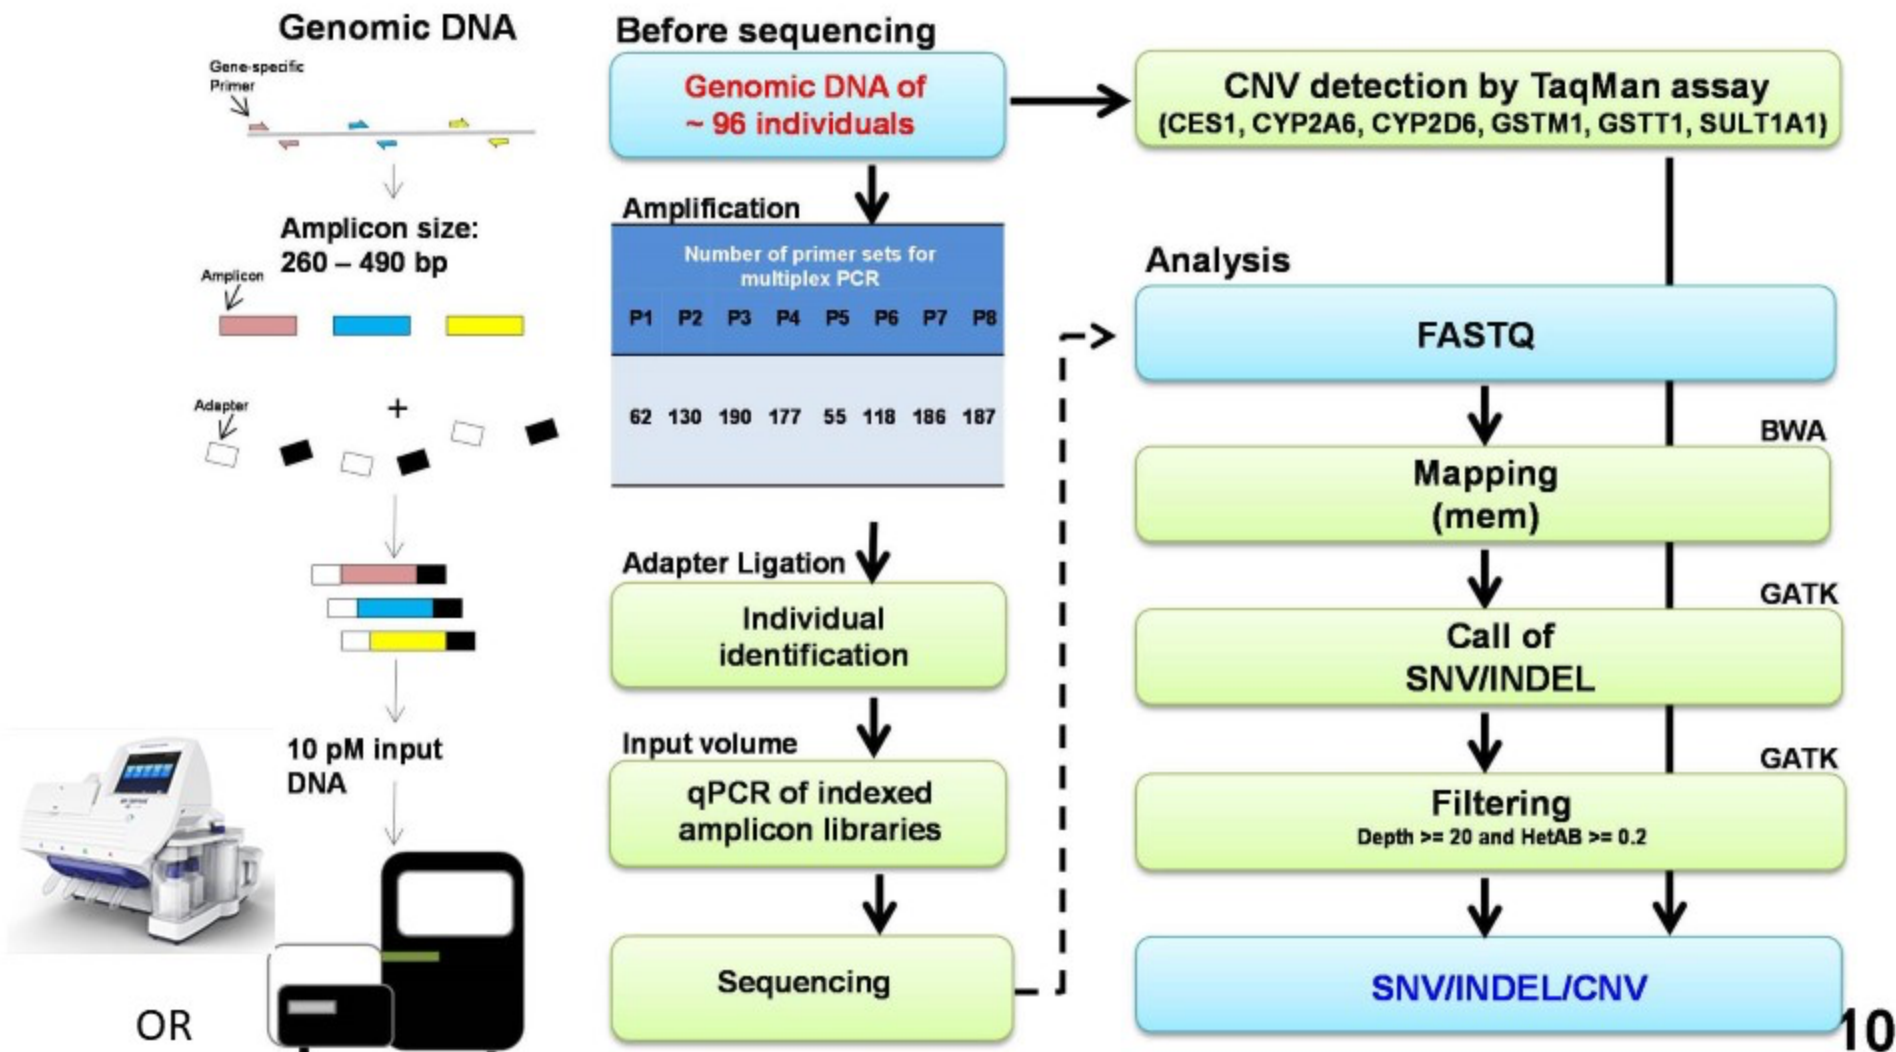 Genomic DNA
Gene-specific
Primer
Amplicon size:
260 – 490 bp
Amplicon
Adapter
+
10 pM input
DNA
OR
Before sequencing
Genomic DNA of
~ 96 individuals
Amplification
Number of primer sets for
multiplex PCR
P1 P2 P3 P4 P5 P6 P7 P8
62 130 190 177 55 118 186 187
Adapter Ligation
Individual
identification
Input volume
qPCR of indexed
amplicon libraries
Sequencing
CNV detection by TaqMan assay
(CES1, CYP2A6, CYP2D6, GSTM1, GSTT1, SULT1A1)
Analysis
FASTQ
BWA
Mapping
(mem)
GATK
Call of
SNV/INDEL
GATK
Filtering
Depth >= 20 and HetAB >= 0.2
SNV/INDEL/CNV
10